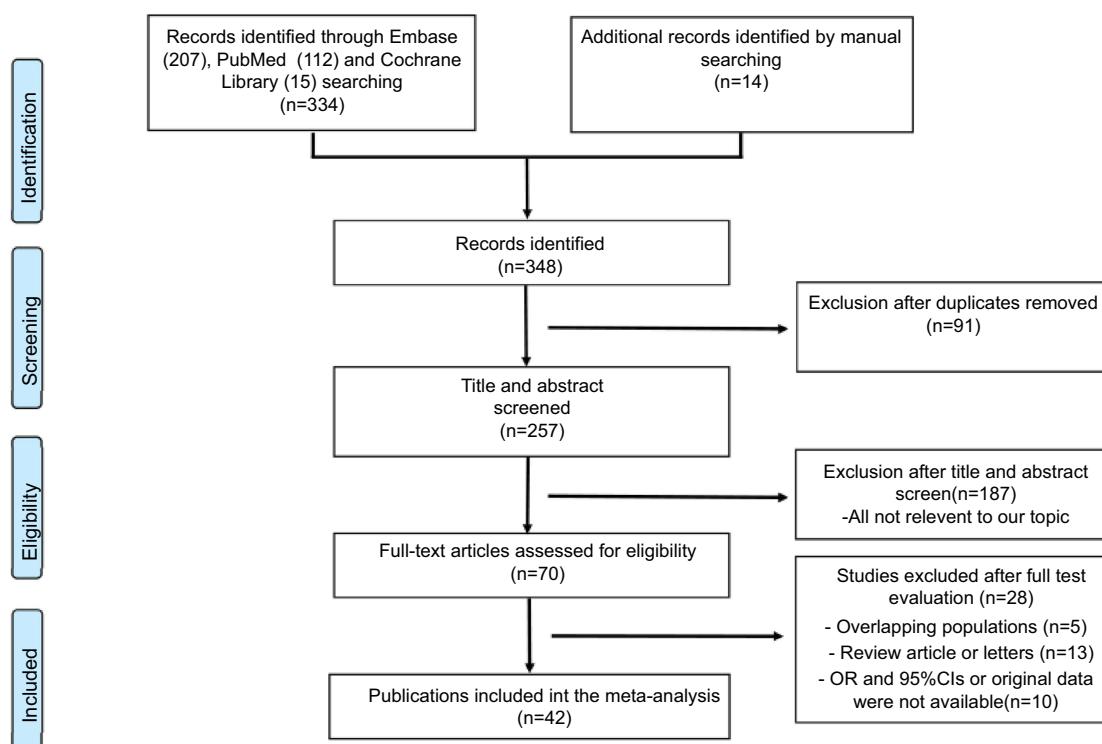 Records identified through Embase
(207), PubMed (112) and Cochrane
Library (15) searching
(n=334)
Additional records identified by manual
searching
(n=14)
Identification
Records identified
(n=348)
Screening
Exclusion after duplicates removed
(n=91)
Title and abstract
screened
(n=257)
Eligibility
Exclusion after title and abstract
screen(n=187)
-All not relevent to our topic
Full-text articles assessed for eligibility
(n=70)
Studies excluded after full test
evaluation (n=28)
- Overlapping populations (n=5)
- Review article or letters (n=13)
- OR and 95%CIs or original data
were not available(n=10)
Included
Publications included int the meta-analysis
(n=42)